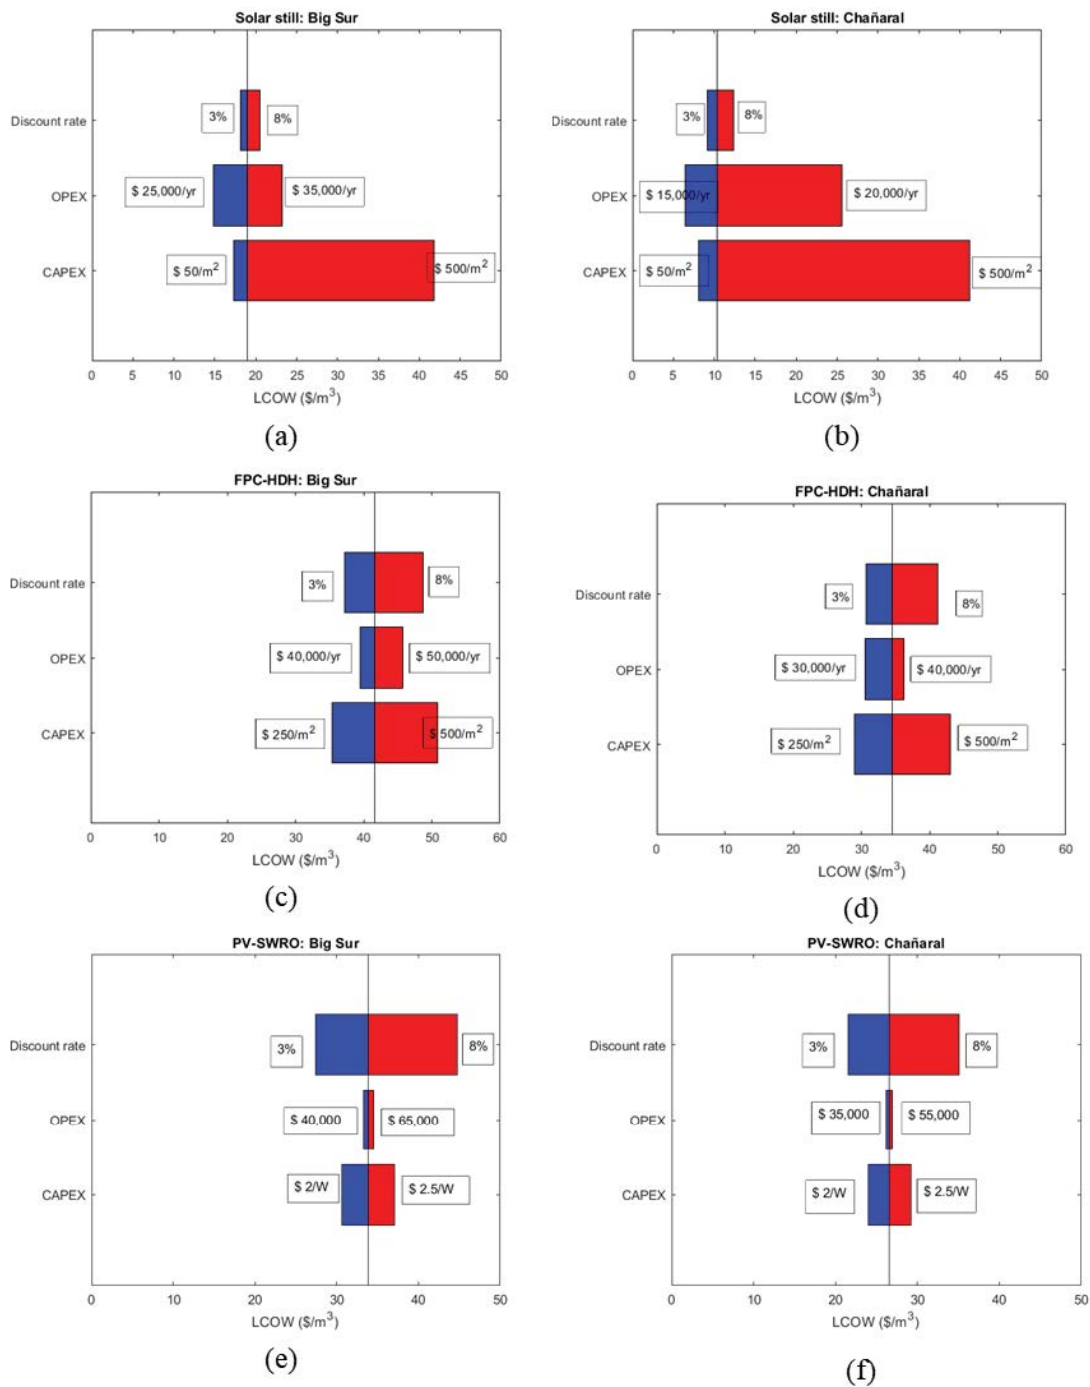 Solar still: Big Sur
Discount rate
3%
8%
OPEX
$ 25,000/yr
$ 35,000/yr
CAPEX
$ 50/m²
$ 500/m²
0 5 10 15 20 25 30 35 40 45 50
LCOW ($/m³)
(a)
Solar still: Chañaral
Discount rate
3%
8%
OPEX
$ 15,000/yr
$ 20,000/yr
CAPEX
$ 50/m²
$ 500/m²
0 5 10 15 20 25 30 35 40 45 50
LCOW ($/m³)
(b)
FPC-HDH: Big Sur
Discount rate
3%
8%
OPEX
$ 40,000/yr
$ 50,000/yr
CAPEX
$ 250/m²
$ 500/m²
0 10 20 30 40 50 60
LCOW ($/m³)
(c)
FPC-HDH: Chañaral
Discount rate
3%
8%
OPEX
$ 30,000/yr
$ 40,000/yr
CAPEX
$ 250/m²
$ 500/m²
0 10 20 30 40 50 60
LCOW ($/m³)
(d)
PV-SWRO: Big Sur
Discount rate
3%
8%
OPEX
$ 40,000
$ 65,000
CAPEX
$ 2/W
$ 2.5/W
0 10 20 30 40 50
LCOW ($/m³)
(e)
PV-SWRO: Chañaral
Discount rate
3%
8%
OPEX
$ 35,000
$ 55,000
CAPEX
$ 2/W
$ 2.5/W
0 10 20 30 40 50
LCOW ($/m³)
(f)